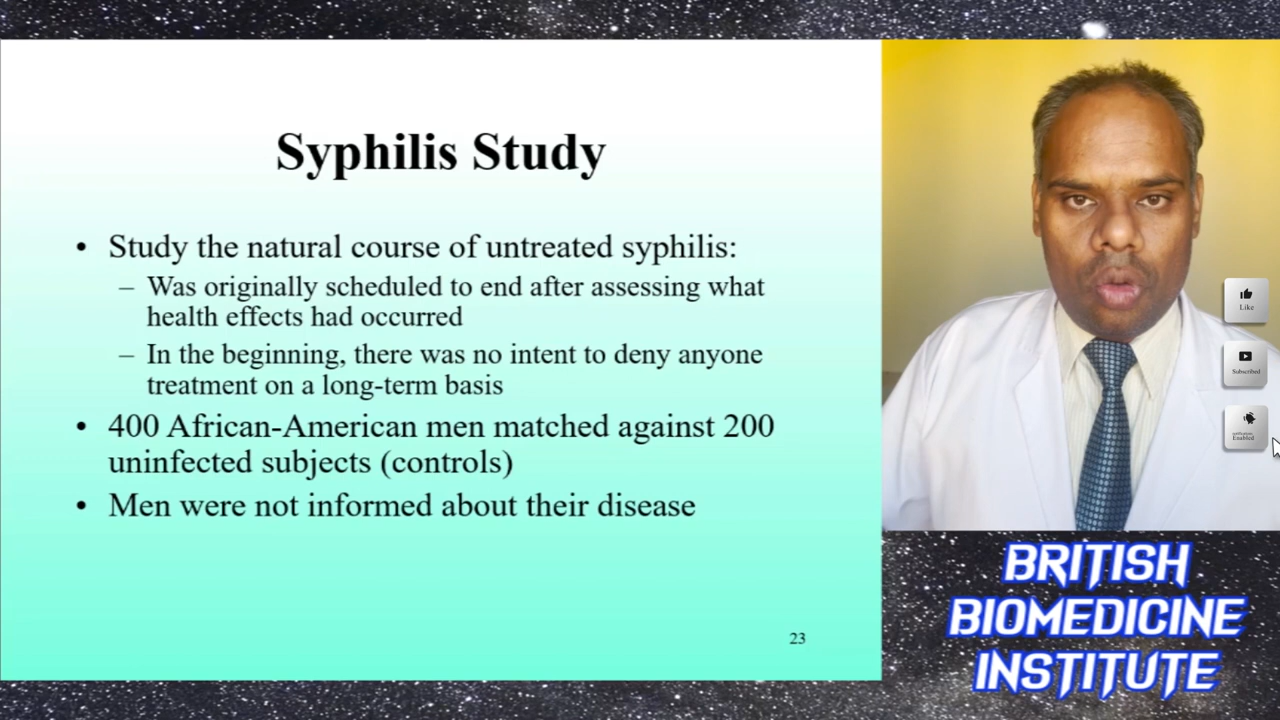 Syphilis Study
• Study the natural course of untreated syphilis:
– Was originally scheduled to end after assessing what
health effects had occurred
– In the beginning, there was no intent to deny anyone
treatment on a long-term basis
• 400 African-American men matched against 200
uninfected subjects (controls)
• Men were not informed about their disease
23
Like
Subscribed
Enabled
BRITISH
BIOMEDICINE
INSTITUTE